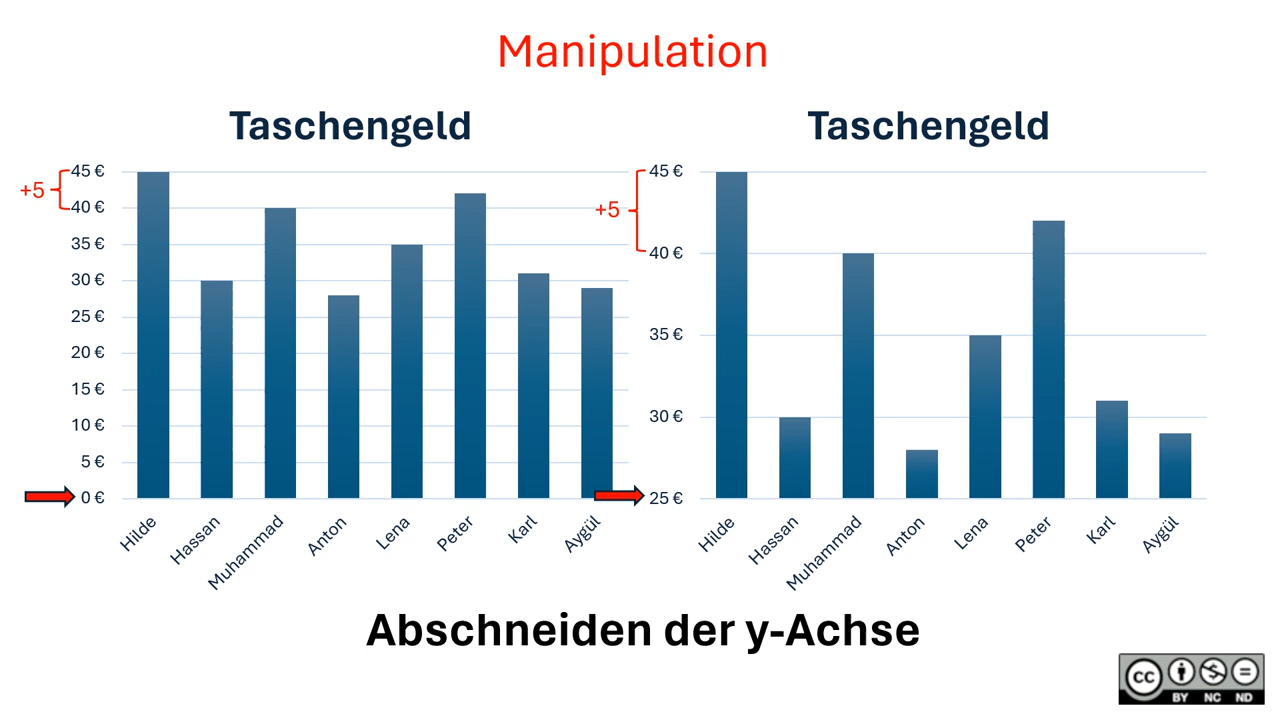 Manipulation
Taschengeld
+5
45 €
40 €
35 €
30 €
25 €
20 €
15 €
10 €
5 €
0 €
Hilde
Hassan
Muhammad
Anton
Lena
Peter
Karl
Aygül
Taschengeld
+5
45 €
40 €
35 €
30 €
25 €
Hilde
Hassan
Muhammad
Anton
Lena
Peter
Karl
Aygül
Abschneiden der y-Achse
cc
BY NC ND